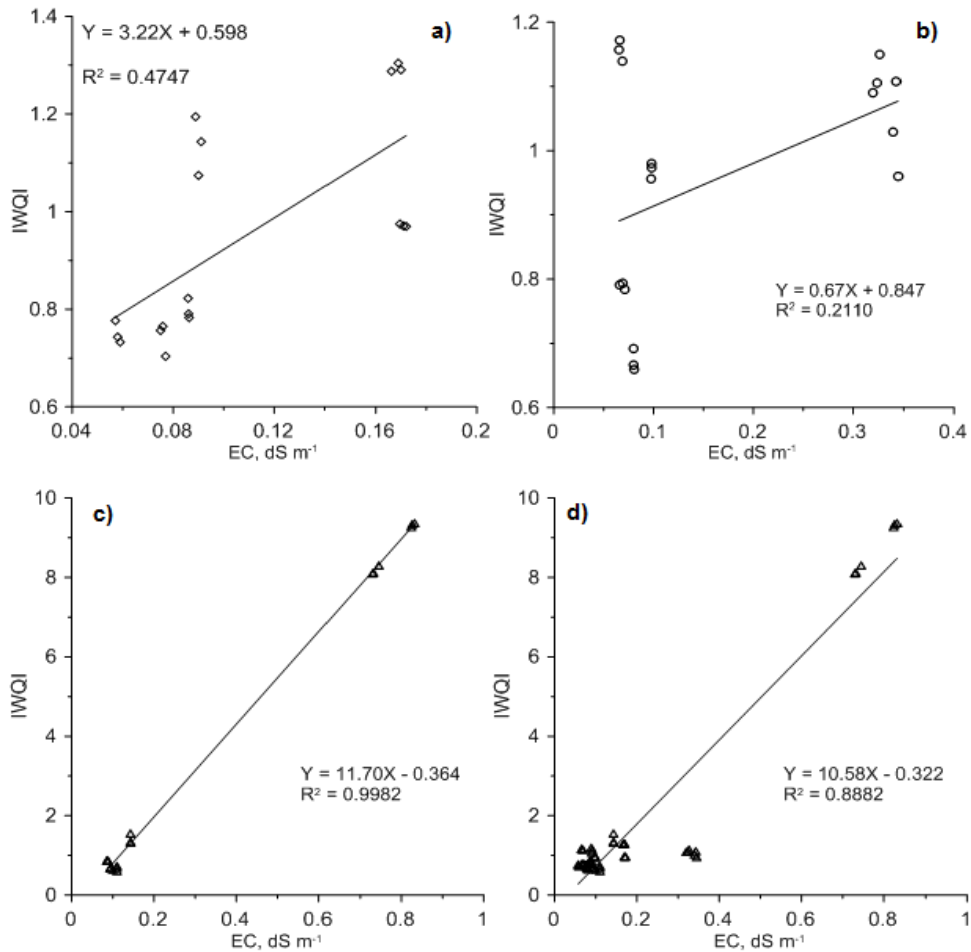 a)
Y = 3.22X + 0.598
R² = 0.4747
IWQI
1.4
1.2
1
0.8
0.6
0.04 0.08 0.12 0.16 0.2
EC, dS m⁻¹
b)
Y = 0.67X + 0.847
R² = 0.2110
IWQI
1.2
1
0.8
0.6
0 0.1 0.2 0.3 0.4
EC, dS m⁻¹
c)
Y = 11.70X - 0.364
R² = 0.9982
IWQI
10
8
6
4
2
0
0 0.2 0.4 0.6 0.8 1
EC, dS m⁻¹
d)
Y = 10.58X - 0.322
R² = 0.8882
IWQI
10
8
6
4
2
0
0 0.2 0.4 0.6 0.8 1
EC, dS m⁻¹